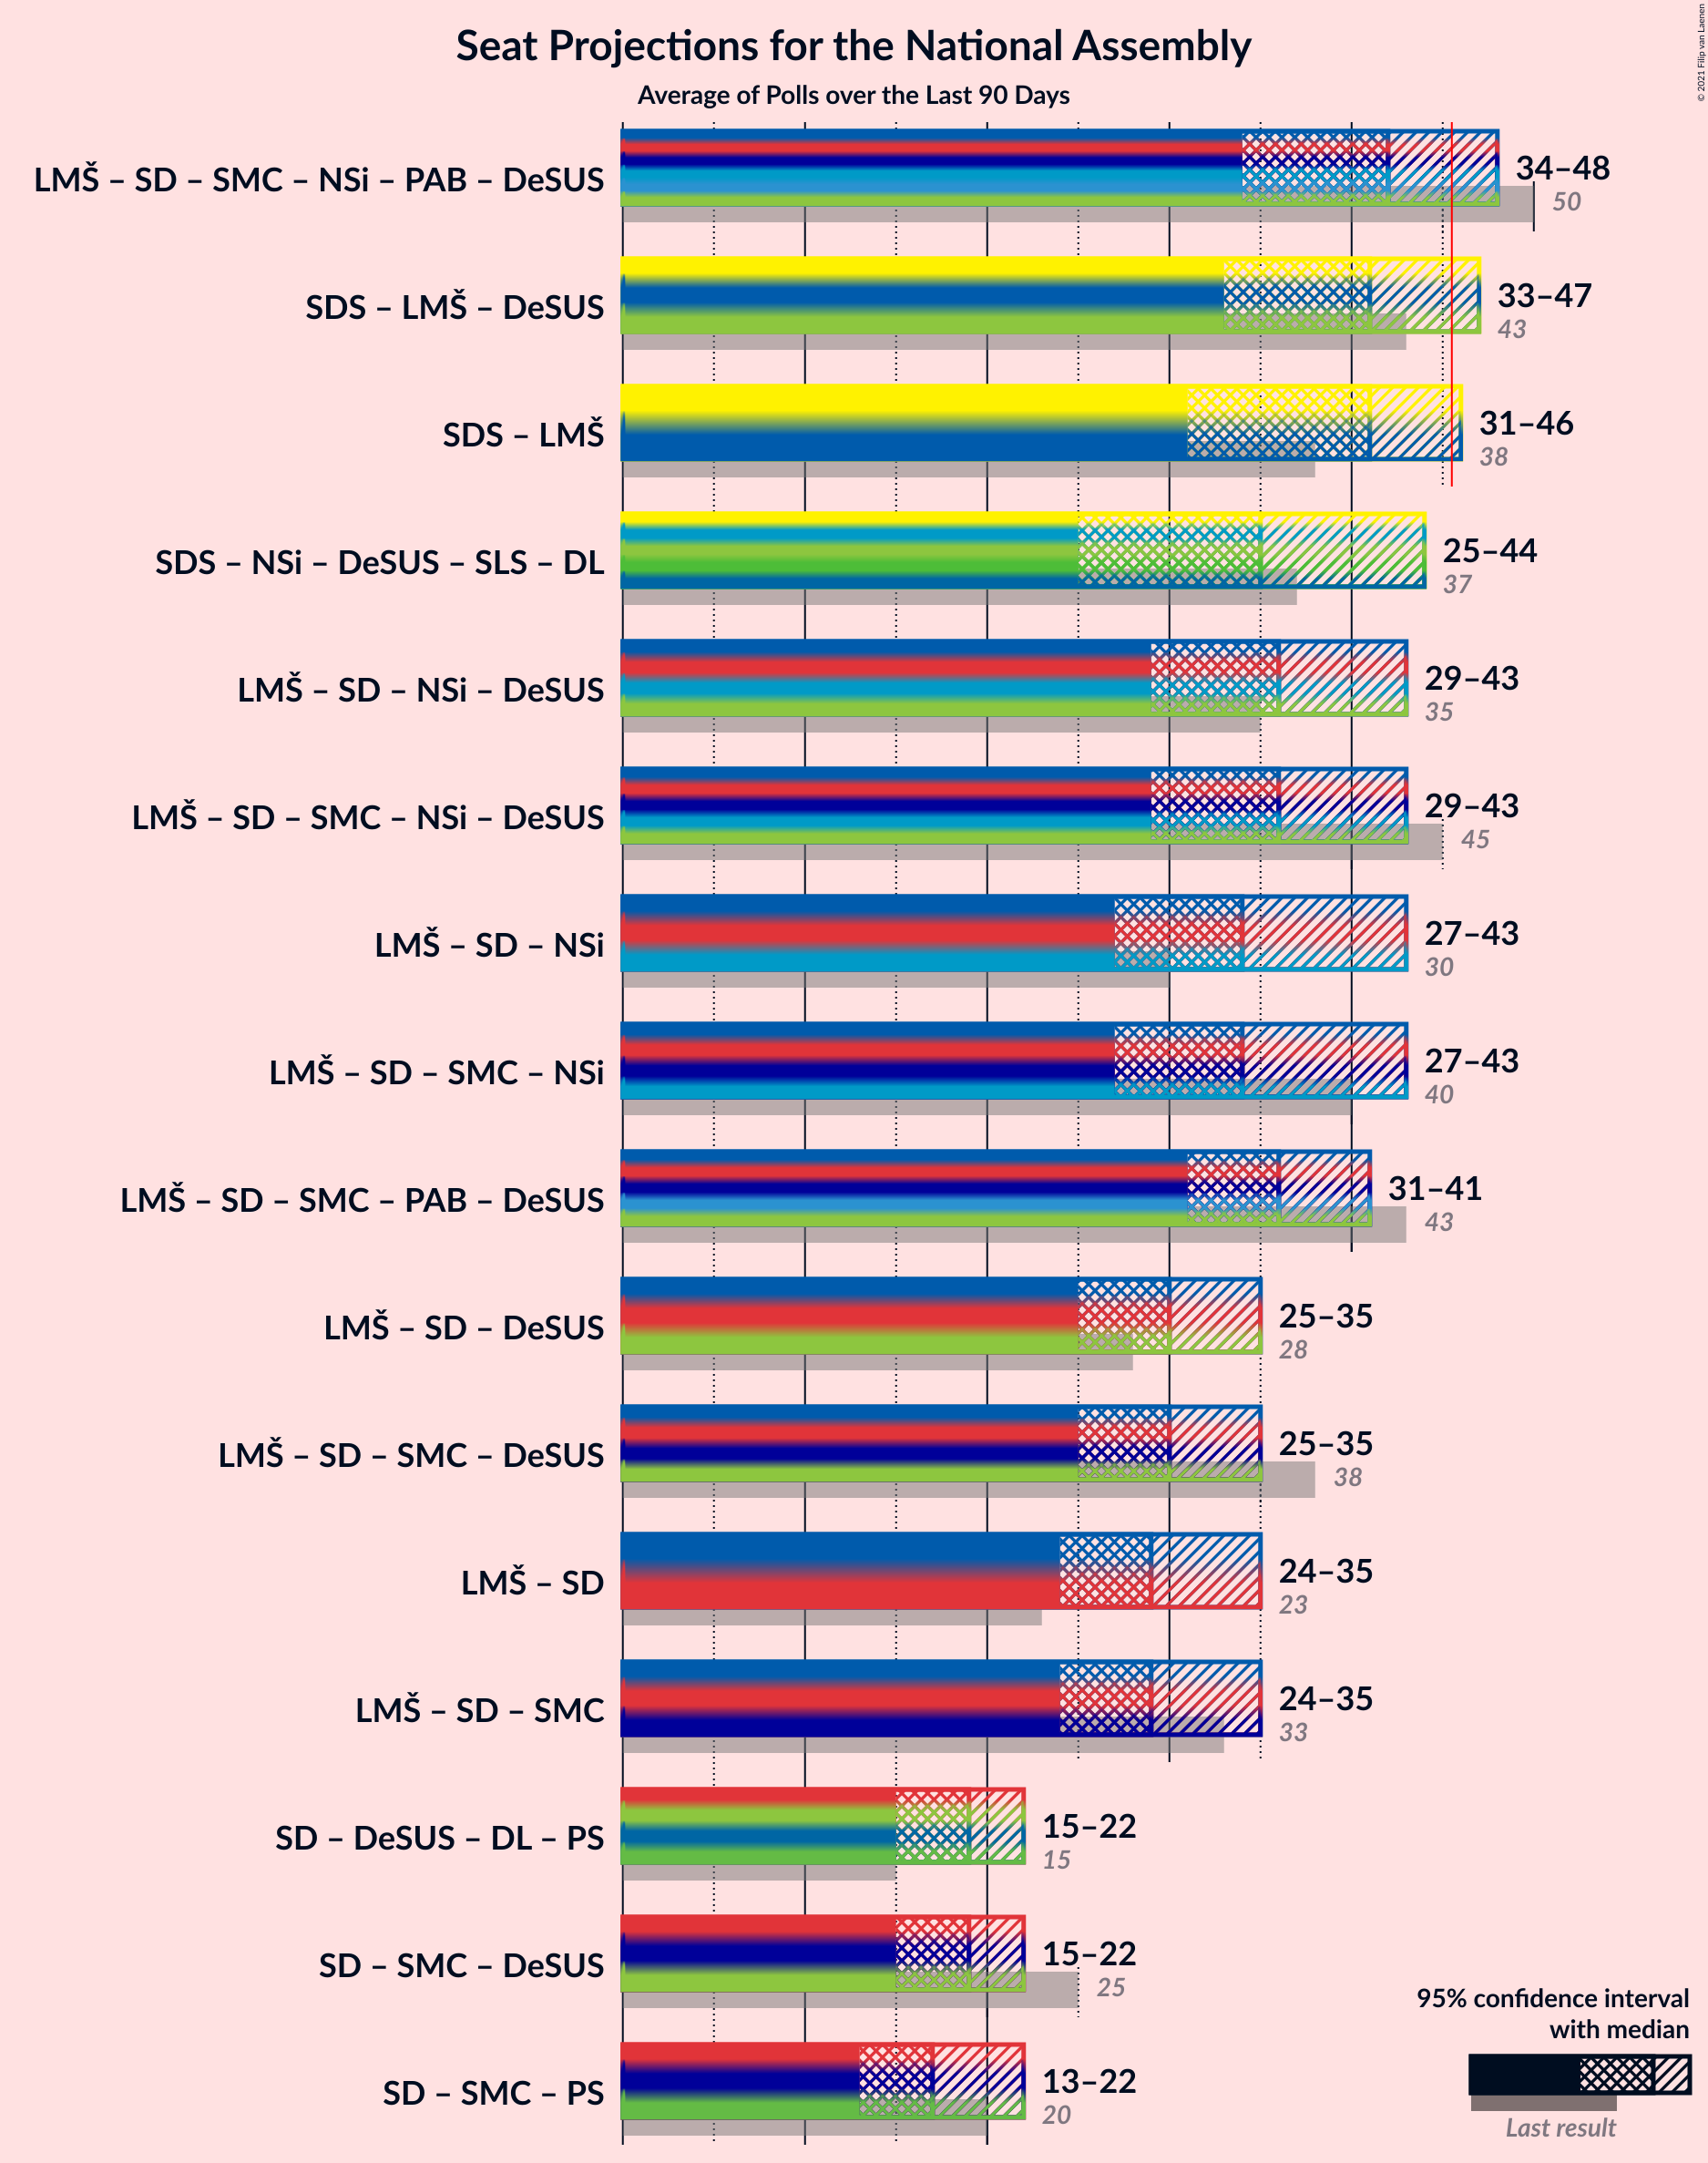 Seat Projections for the National Assembly
Average of Polls over the Last 90 Days
© 2021 Filip van Laenen
LMŠ – SD – SMC – NSi – PAB – DeSUS
34–48
50
SDS – LMŠ – DeSUS
33–47
43
SDS – LMŠ
31–46
38
SDS – NSi – DeSUS – SLS – DL
25–44
37
LMŠ – SD – NSi – DeSUS
29–43
35
LMŠ – SD – SMC – NSi – DeSUS
29–43
45
LMŠ – SD – NSi
27–43
30
LMŠ – SD – SMC – NSi
27–43
40
LMŠ – SD – SMC – PAB – DeSUS
31–41
43
LMŠ – SD – DeSUS
25–35
28
LMŠ – SD – SMC – DeSUS
25–35
38
LMŠ – SD
24–35
23
LMŠ – SD – SMC
24–35
33
SD – DeSUS – DL – PS
15–22
15
SD – SMC – DeSUS
15–22
25
SD – SMC – PS
13–22
20
95% confidence interval
with median
Last result